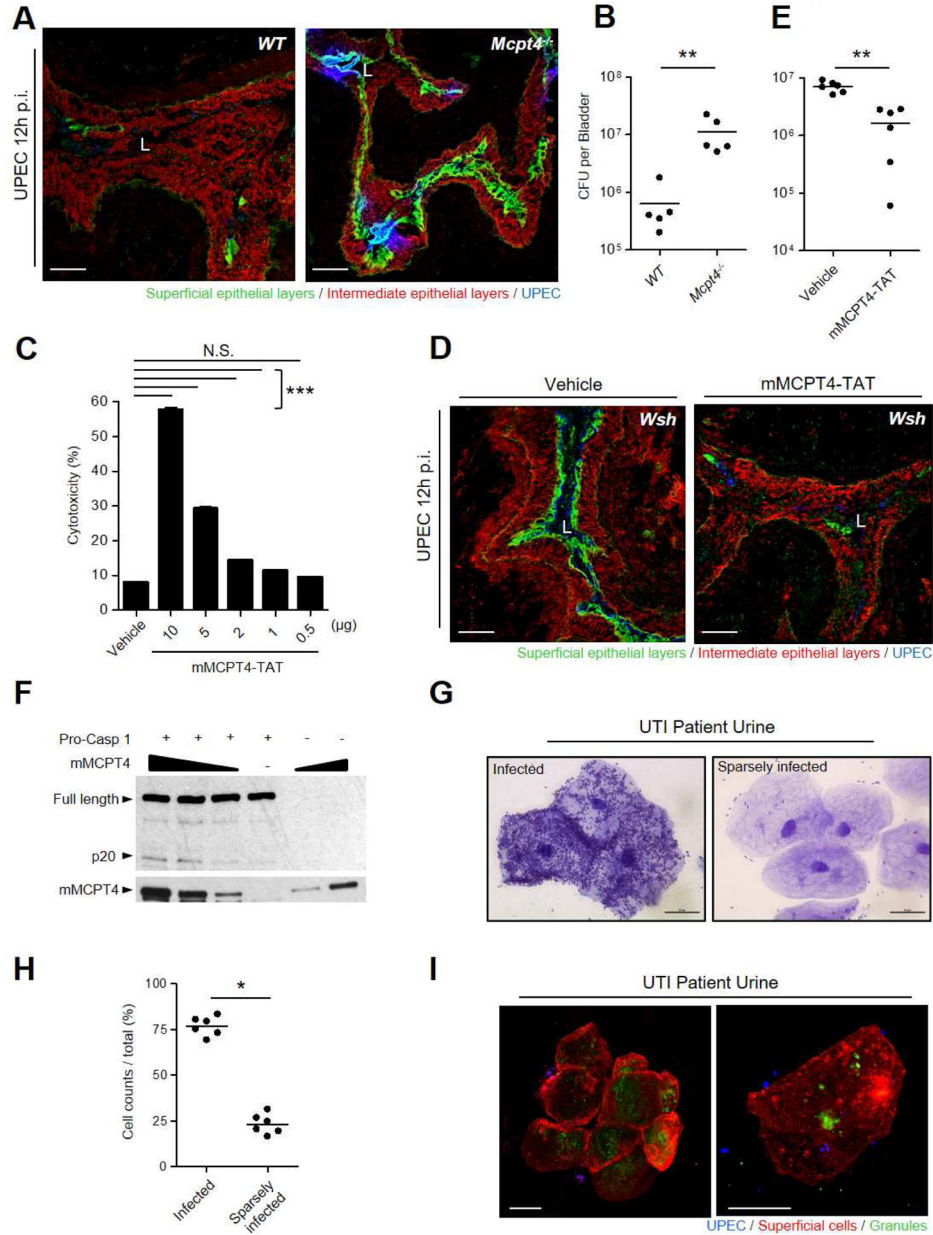 A
UPEC 12h p.i.
WT
L
Mcpt4-/-
L
Superficial epithelial layers / Intermediate epithelial layers / UPEC
B
**
CFU per Bladder
10⁸
10⁷
10⁶
10⁵
WT
Mcpt4-/-
E
**
10⁷
10⁶
10⁵
10⁴
Vehicle
mMCPT4-TAT
C
N.S.
***
Cytotoxicity (%)
60
50
40
30
20
10
0
Vehicle
10
5
2
1
0.5
(μg)
mMCPT4-TAT
D
Vehicle
mMCPT4-TAT
UPEC 12h p.i.
Wsh
L
Wsh
L
Superficial epithelial layers / Intermediate epithelial layers / UPEC
F
Pro-Casp 1 + + + + - -
mMCPT4 -
Full length
p20
mMCPT4
G
UTI Patient Urine
Infected
Sparsely infected
H
*
Cell counts / total (%)
100
75
50
25
0
Infected
Sparsely
infected
I
UTI Patient Urine
UPEC / Superficial cells / Granules